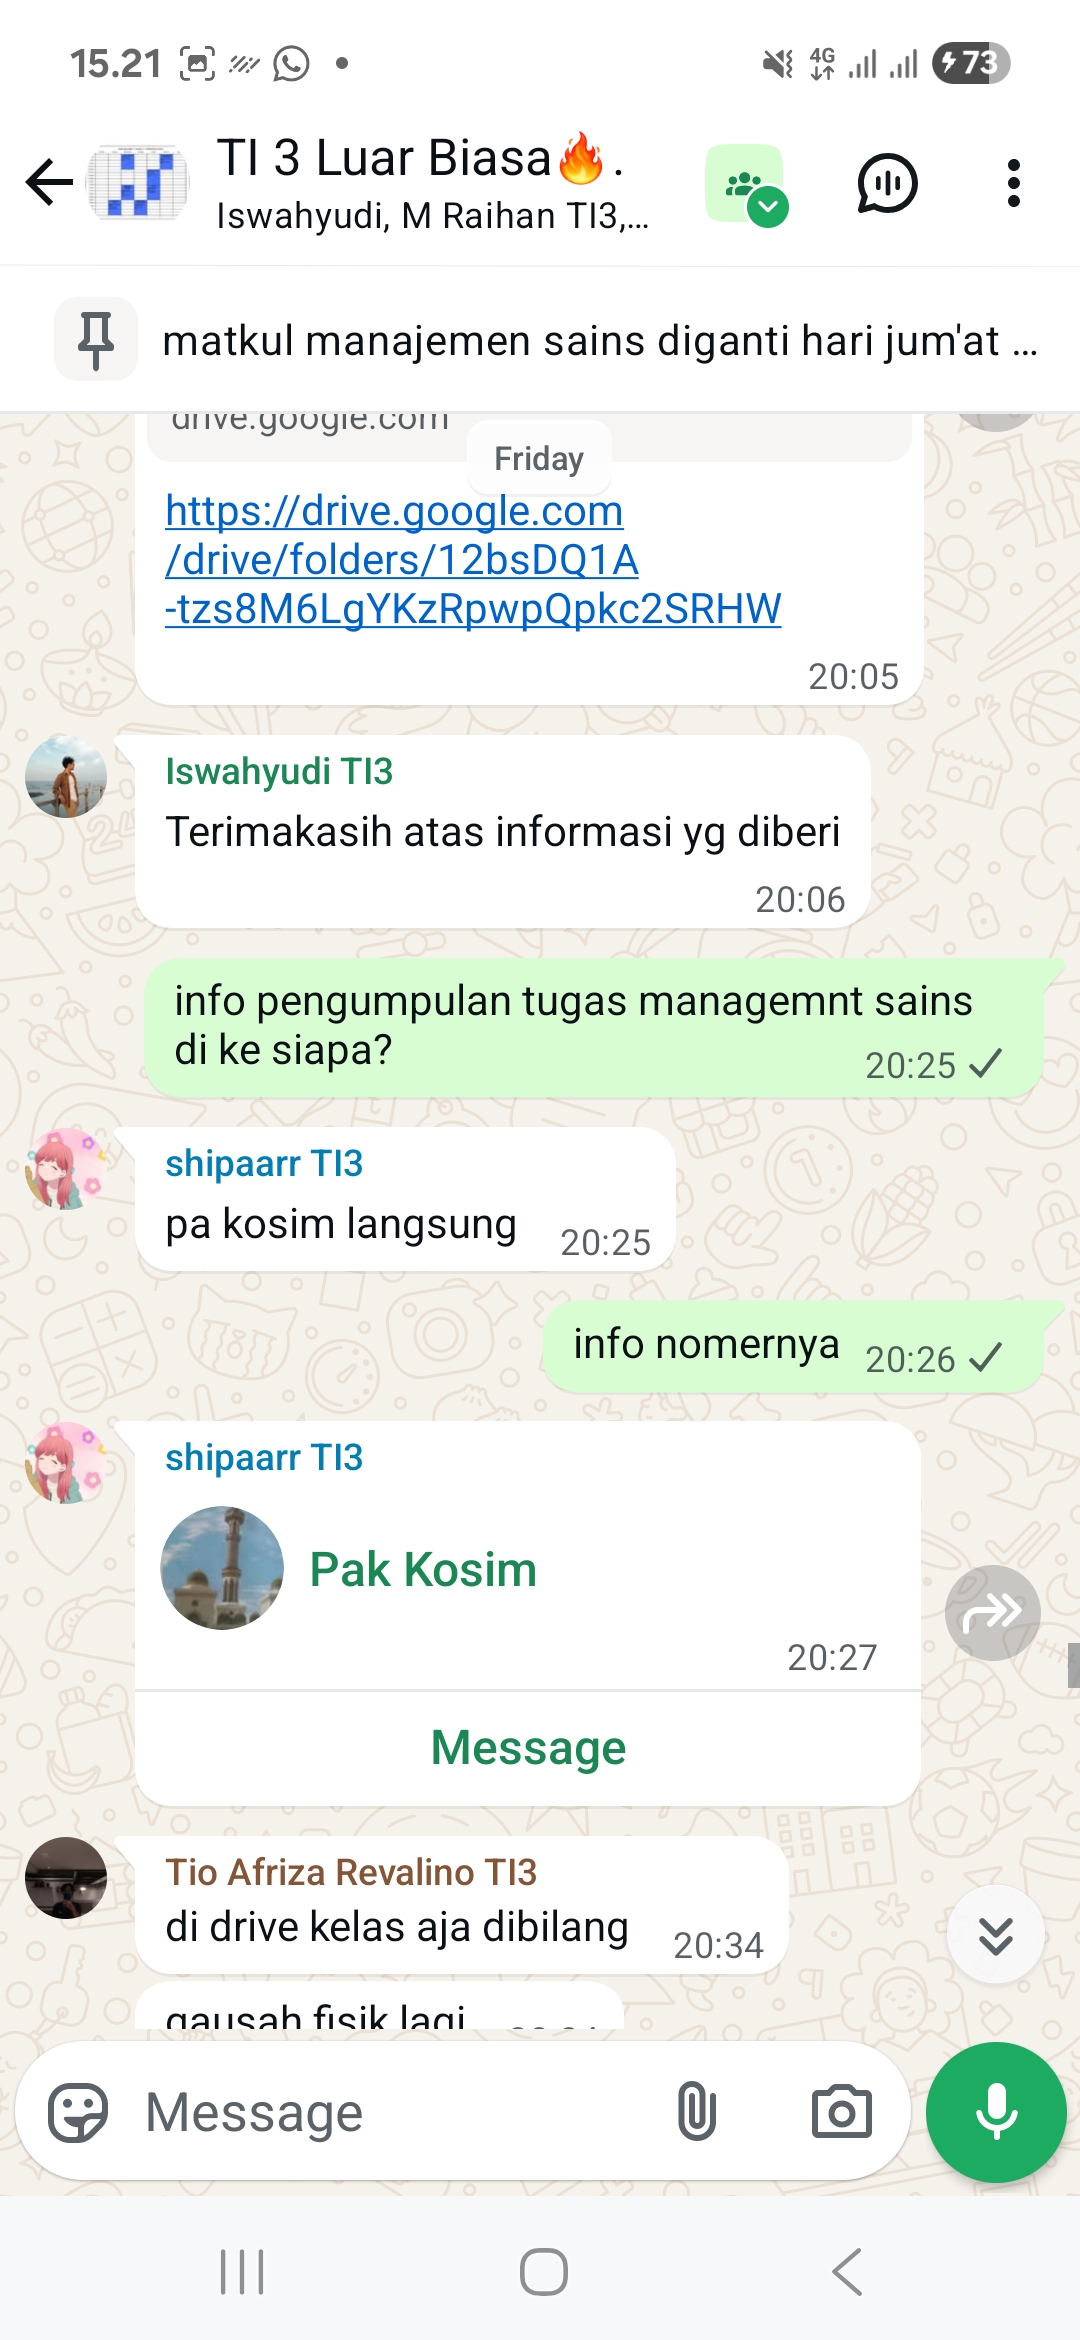 15.21
4G
73
TI 3 Luar Biasa🔥.
Iswahyudi, M Raihan TI3,...
matkul manajemen sains diganti hari jum'at ...
drive.google.com
Friday
https://drive.google.com
/drive/folders/12bsDQ1A
-tzs8M6LgYKzRpwpQpkc2SRHW
20:05
Iswahyudi TI3
Terimakasih atas informasi yg diberi
20:06
info pengumpulan tugas managemnt sains
di ke siapa?
20:25
shipaarr TI3
pa kosim langsung
20:25
info nomernya
20:26
shipaarr TI3
Pak Kosim
20:27
Message
Tio Afriza Revalino TI3
di drive kelas aja dibilang
20:34
gausah fisik lagi
Message